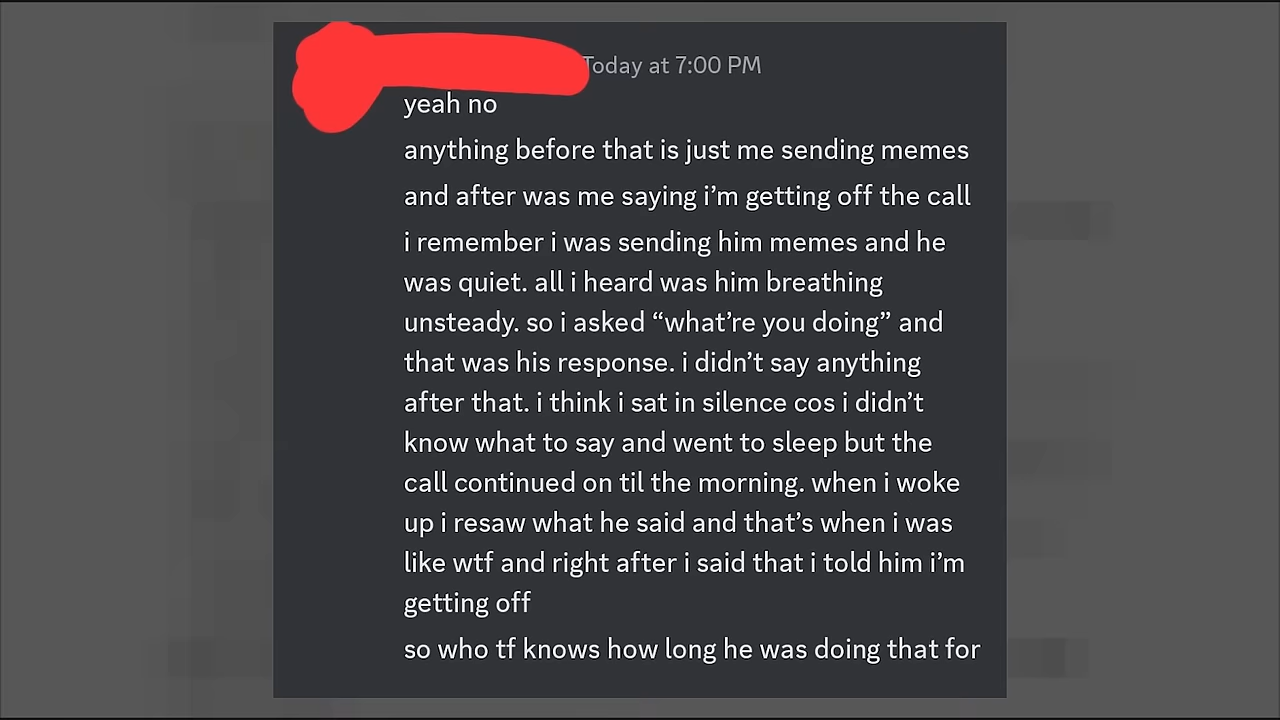 Today at 7:00 PM
yeah no
anything before that is just me sending memes
and after was me saying i’m getting off the call
i remember i was sending him memes and he
was quiet. all i heard was him breathing
unsteady. so i asked “what’re you doing” and
that was his response. i didn’t say anything
after that. i think i sat in silence cos i didn’t
know what to say and went to sleep but the
call continued on til the morning. when i woke
up i resaw what he said and that’s when i was
like wtf and right after i said that i told him i’m
getting off
so who tf knows how long he was doing that for